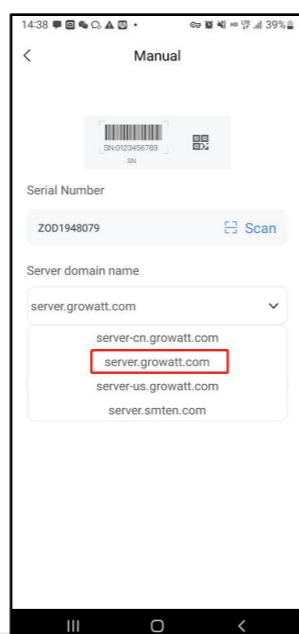 14:38
39%
Manual
SN:0123456789
SN
Serial Number
ZOD1948079
Scan
Server domain name
server.growatt.com
server-cn.growatt.com
server.growatt.com
server-us.growatt.com
server.smten.com